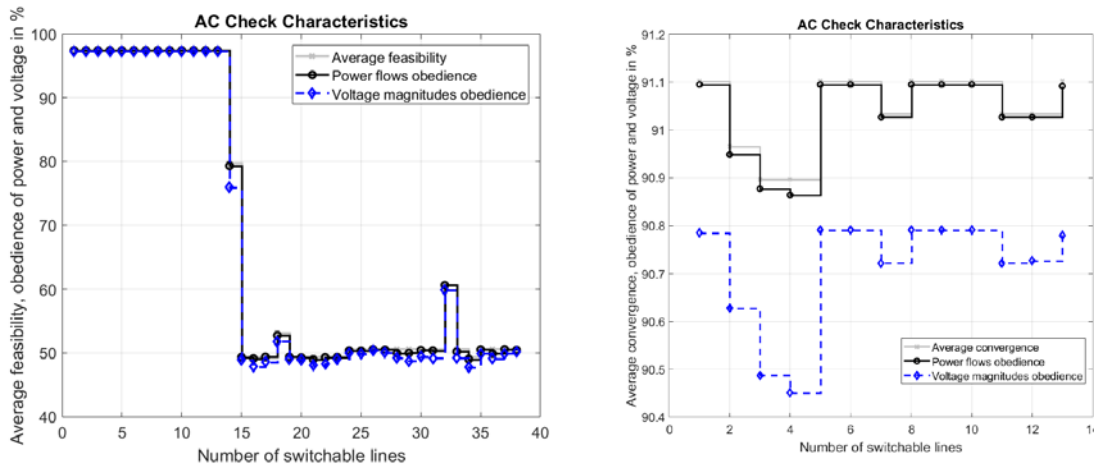 AC Check Characteristics
Average feasibility, obedience of power and voltage in %
100
90
80
70
60
50
40
Average feasibility
Power flows obedience
Voltage magnitudes obedience
0 5 10 15 20 25 30 35 40
Number of switchable lines
AC Check Characteristics
Average convergence, obedience of power and voltage in %
91.2
91.1
91
90.9
90.8
90.7
90.6
90.5
90.4
Average convergence
Power flows obedience
Voltage magnitudes obedience
0 2 4 6 8 10 12 14
Number of switchable lines